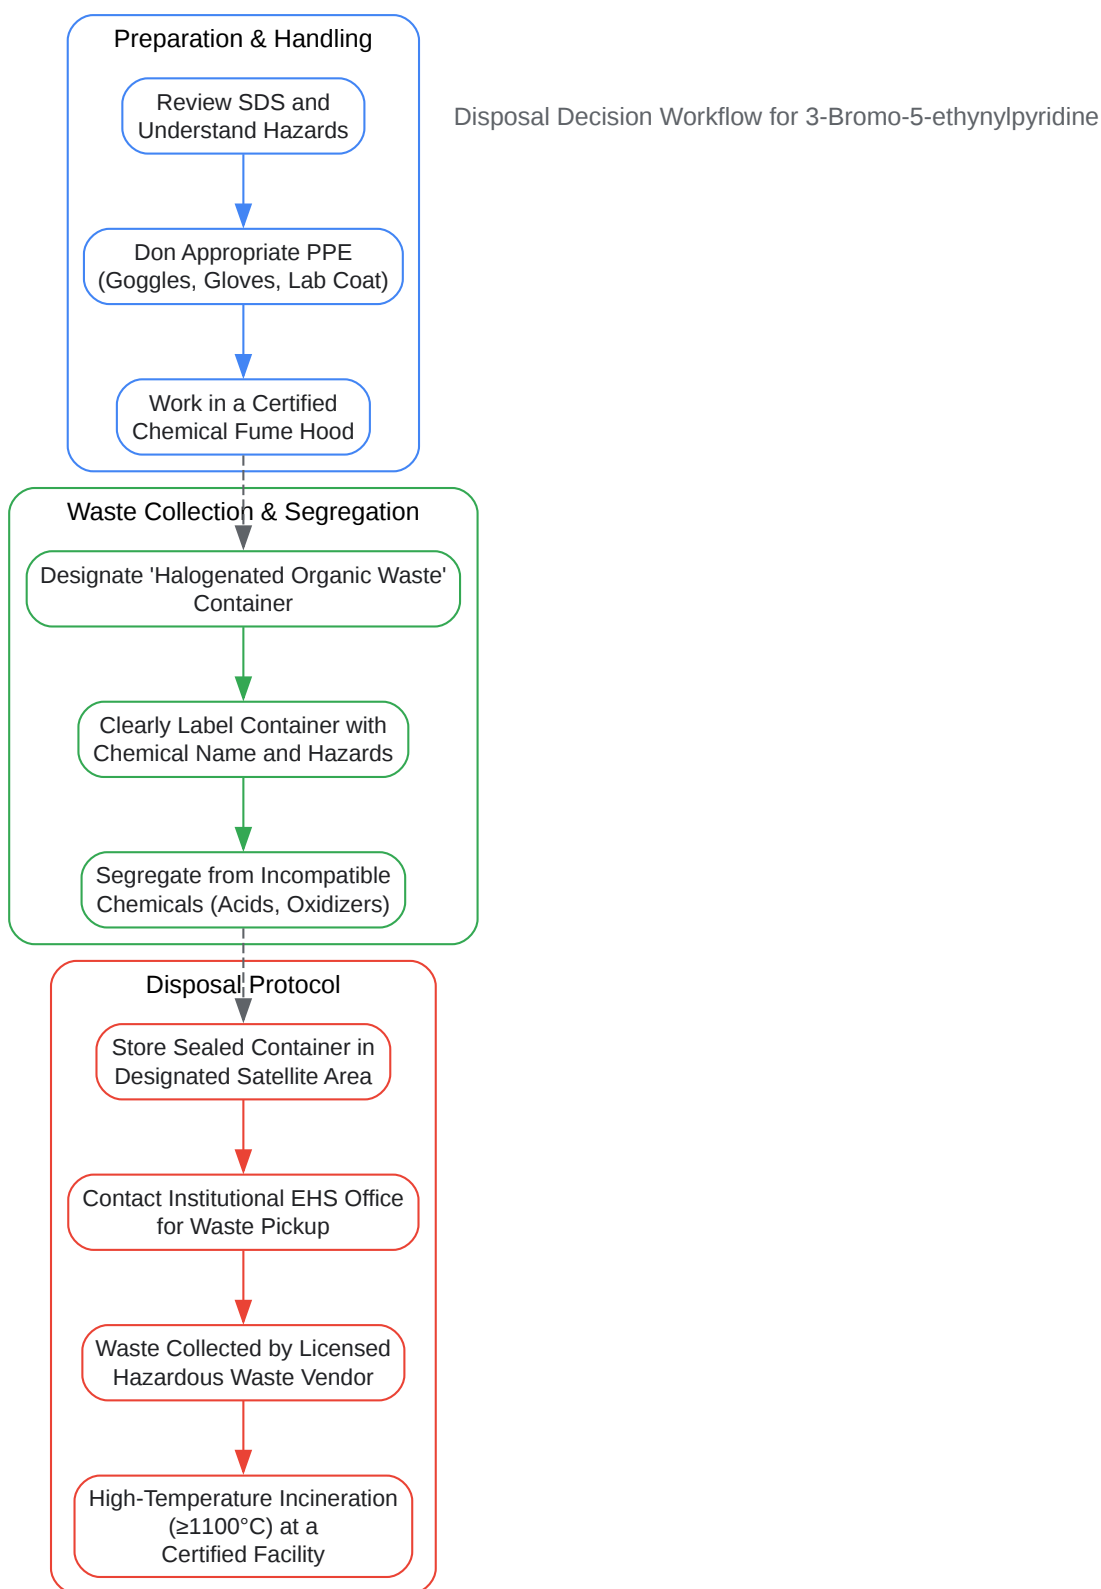 Preparation & Handling
Review SDS and
Understand Hazards
Disposal Decision Workflow for 3-Bromo-5-ethynylpyridine
Don Appropriate PPE
(Goggles, Gloves, Lab Coat)
Work in a Certified
Chemical Fume Hood
Waste Collection & Segregation
Designate 'Halogenated Organic Waste'
Container
Clearly Label Container with
Chemical Name and Hazards
Segregate from Incompatible
Chemicals (Acids, Oxidizers)
Disposal Protocol
Store Sealed Container in
Designated Satellite Area
Contact Institutional EHS Office
for Waste Pickup
Waste Collected by Licensed
Hazardous Waste Vendor
High-Temperature Incineration
(≥1100°C) at a
Certified Facility